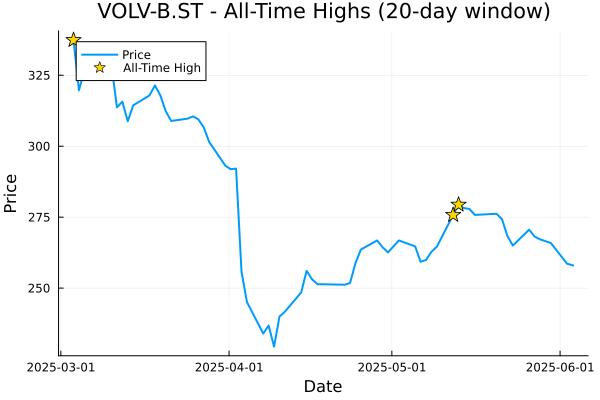 VOLV-B.ST - All-Time Highs (20-day window)
Price
All-Time High
325
300
275
250
Price
2025-03-01
2025-04-01
2025-05-01
2025-06-01
Date